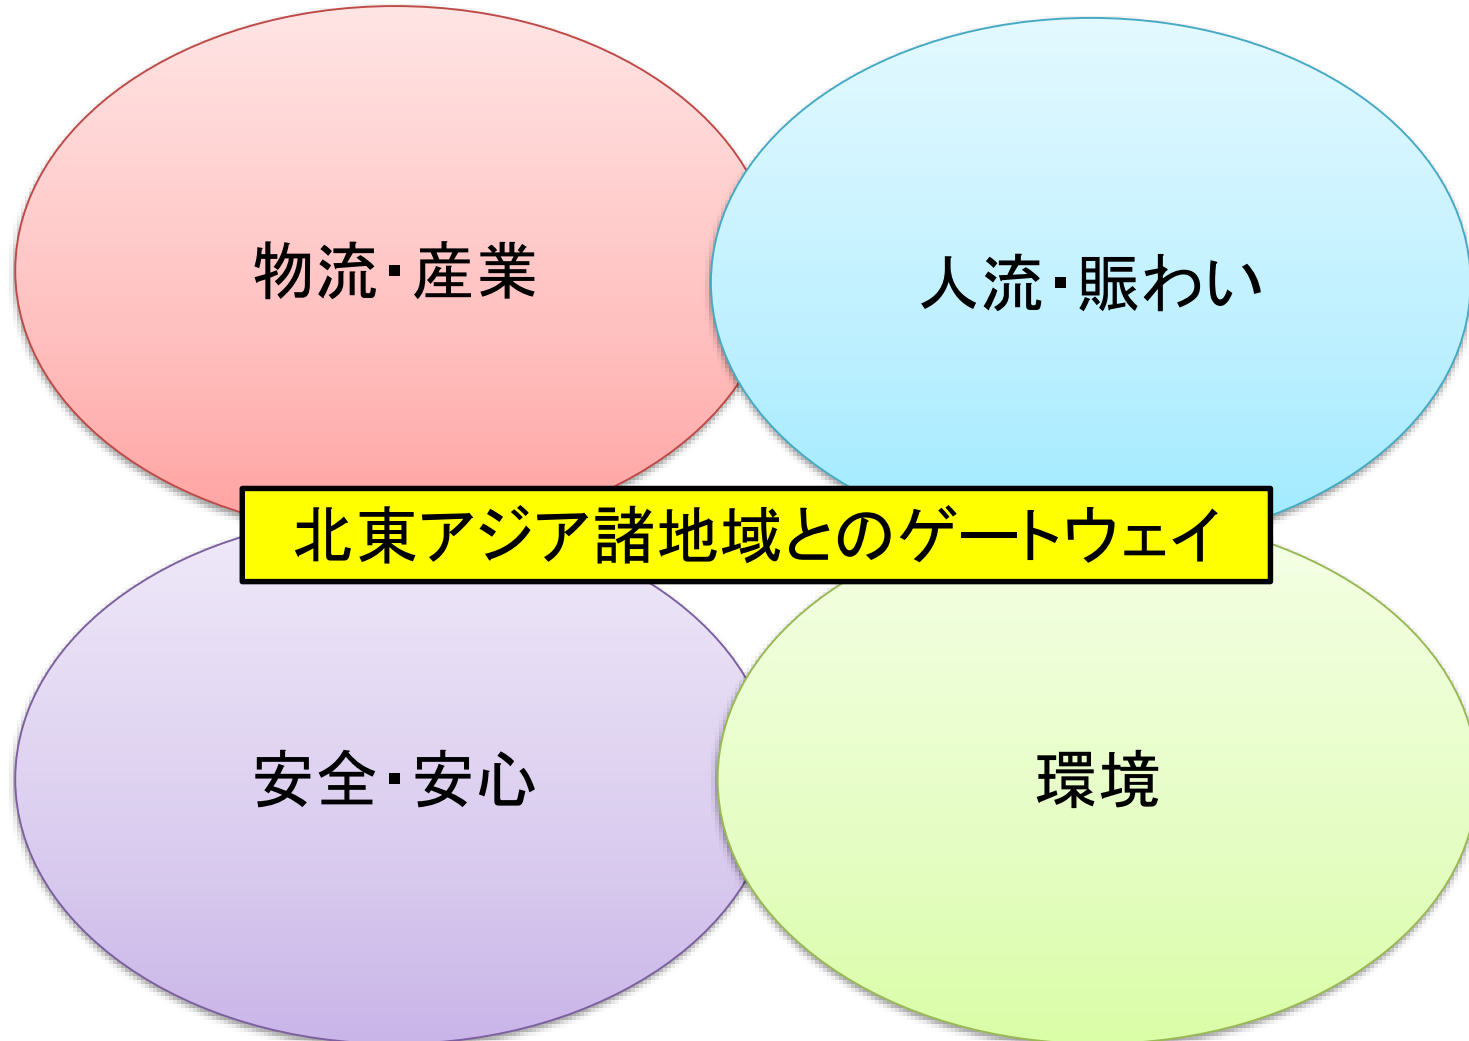 物流・産業
人流・賑わい
北東アジア諸地域とのゲートウェイ
安全・安心
環境